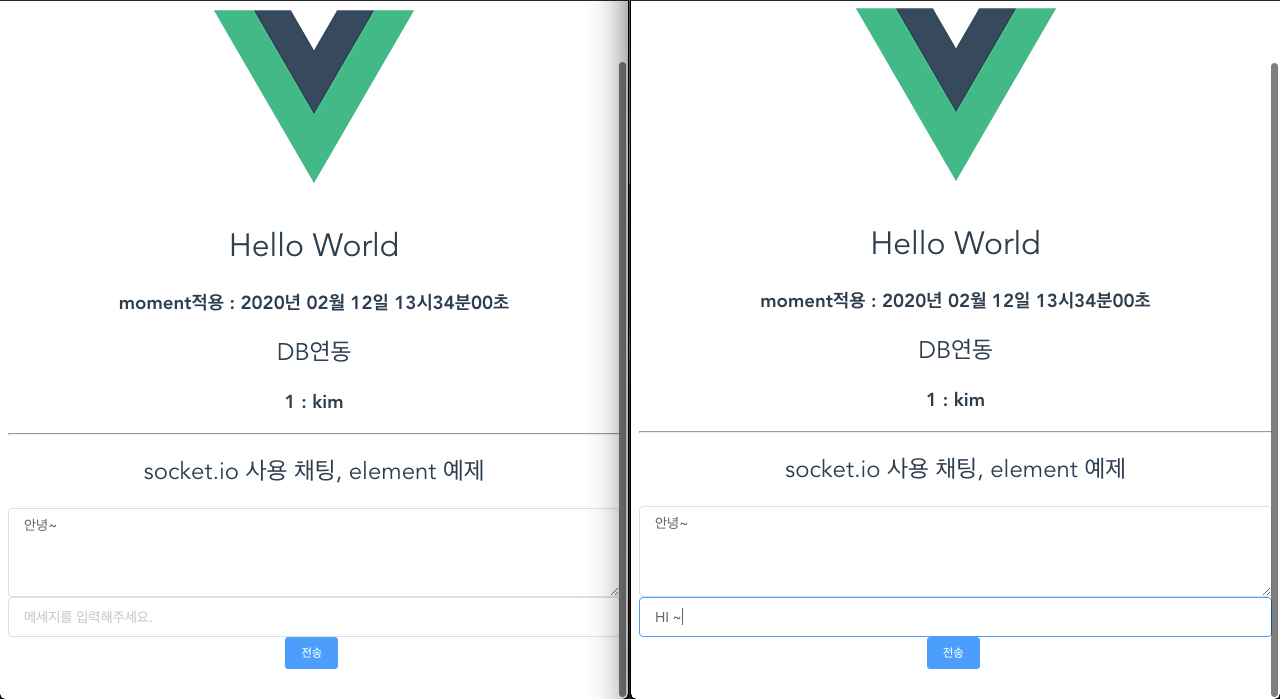 Hello World
moment적용 : 2020년 02월 12일 13시34분00초
DB연동
1 : kim
socket.io 사용 채팅, element 예제
안녕~
메세지를 입력해주세요.
전송
Hello World
moment적용 : 2020년 02월 12일 13시34분00초
DB연동
1 : kim
socket.io 사용 채팅, element 예제
안녕~
HI ~
전송